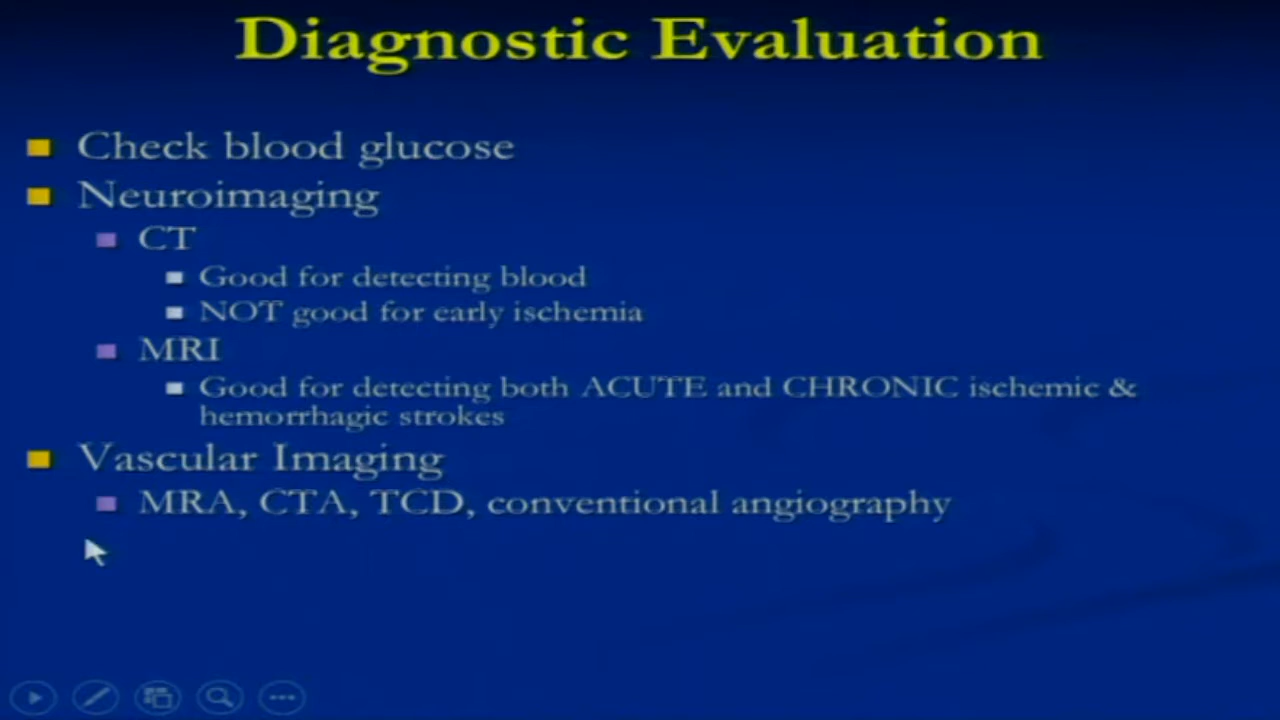 Diagnostic Evaluation
Check blood glucose
Neuroimaging
CT
Good for detecting blood
NOT good for early ischemia
MRI
Good for detecting both ACUTE and CHRONIC ischemic &
hemorrhagic strokes
Vascular Imaging
MRA, CTA, TCD, conventional angiography